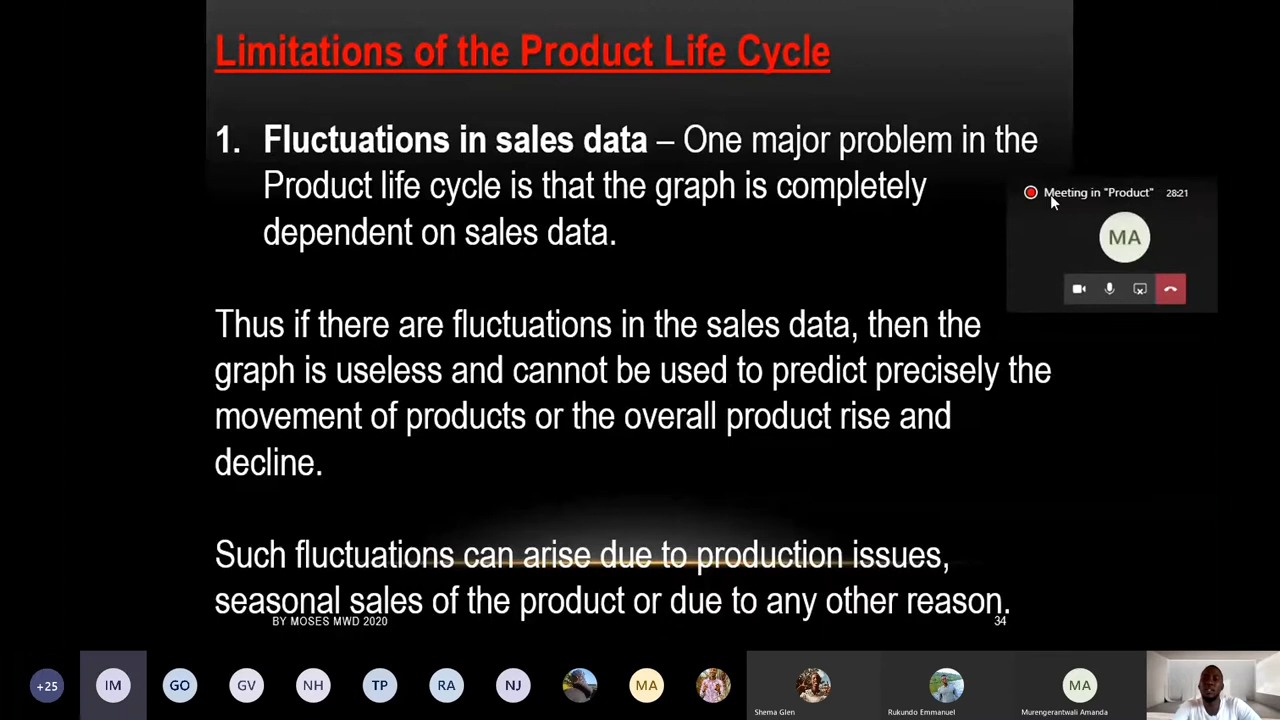 Limitations of the Product Life Cycle
1. Fluctuations in sales data – One major problem in the
Product life cycle is that the graph is completely
dependent on sales data.
Meeting in "Product" 28:21
MA
Thus if there are fluctuations in the sales data, then the
graph is useless and cannot be used to predict precisely the
movement of products or the overall product rise and
decline.
Such fluctuations can arise due to production issues,
seasonal sales of the product or due to any other reason.
BY MOSES MWD 2020 34
+25 IM GO GV NH TP RA NJ MA MA
Shema Glen Rukundo Emmanuel Murengerantwali Amanda